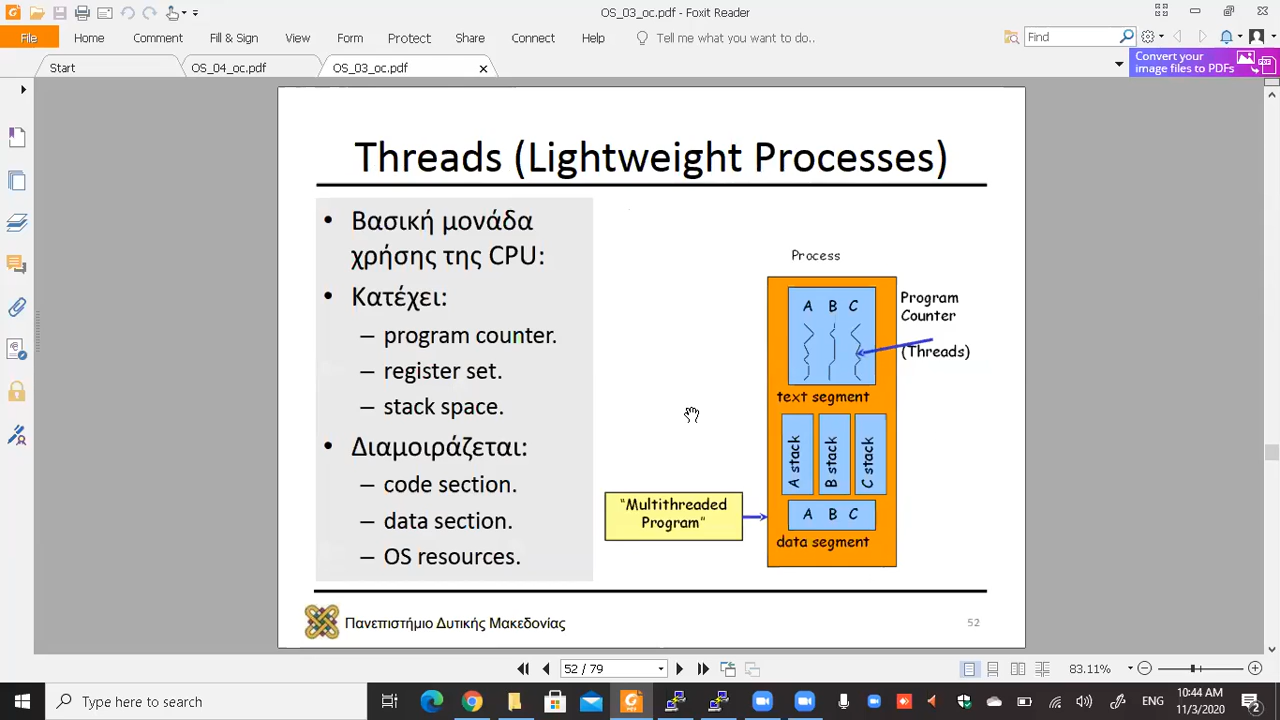 OS_03_oc.pdf - Foxit Reader
File Home Comment Fill & Sign View Form Protect Share Connect Help Tell me what you want to do.. Find
Start OS_04_oc.pdf OS_03_oc.pdf
Convert your
image files to PDFs
Threads (Lightweight Processes)
• Βασική μονάδα
χρήσης της CPU:
• Κατέχει:
– program counter.
– register set.
– stack space.
• Διαμοιράζεται:
– code section.
– data section.
– OS resources.
Process
A B C
Program
Counter
(Threads)
text segment
A stack
B stack
C stack
"Multithreaded
Program"
A B C
data segment
Πανεπιστήμιο Δυτικής Μακεδονίας
52
52 / 79
83.11%
Type here to search
ENG
10:44 AM
11/3/2020
2